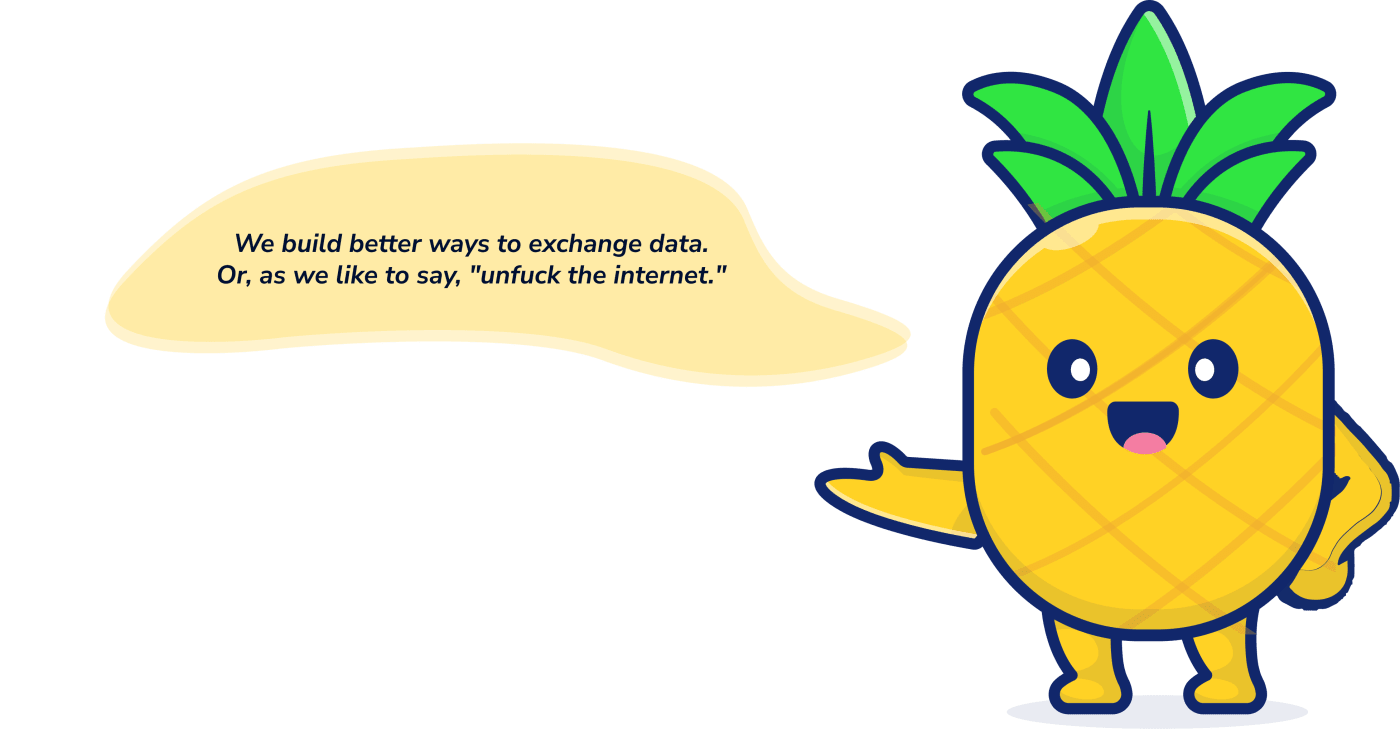 We build better ways to exchange data.
Or, as we like to say, "unfuck the internet."